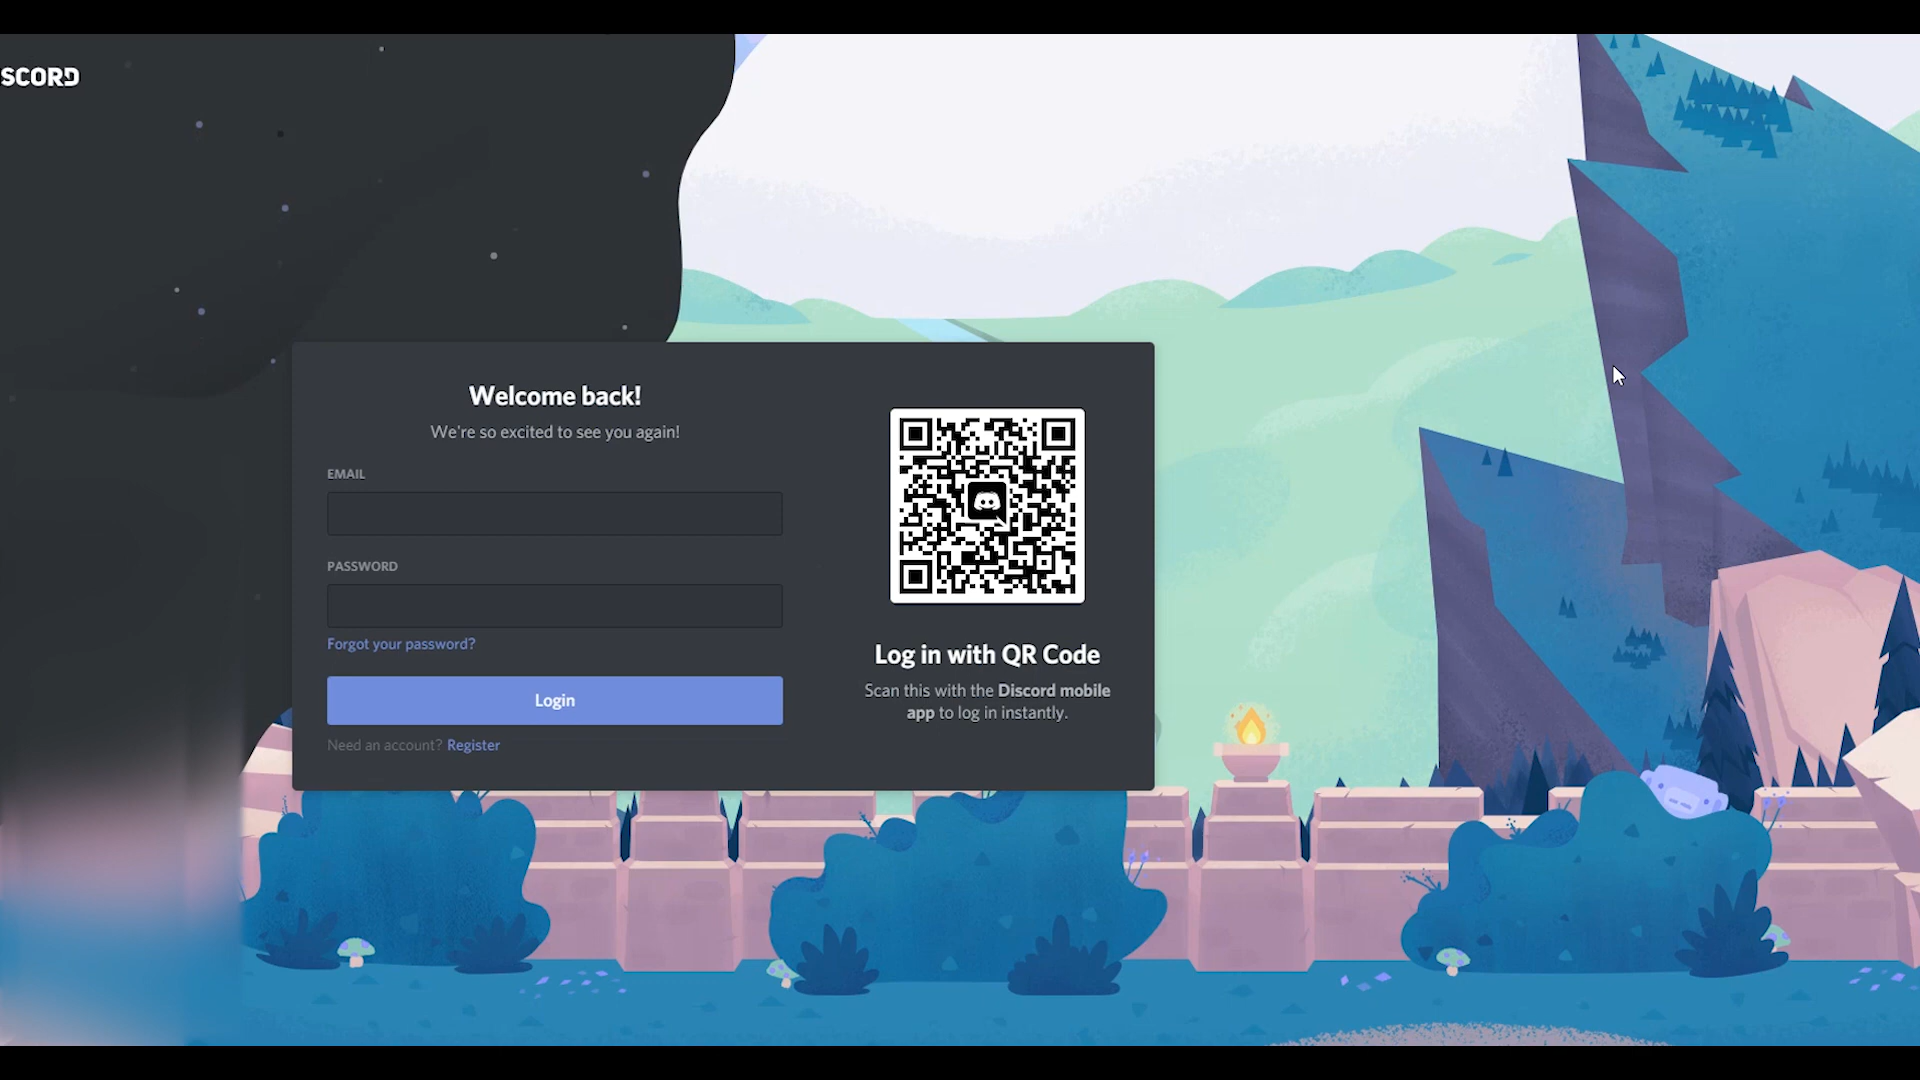 SCORD
Welcome back!
We're so excited to see you again!
EMAIL
PASSWORD
Forgot your password?
Login
Need an account? Register
Log in with QR Code
Scan this with the Discord mobile
app to log in instantly.